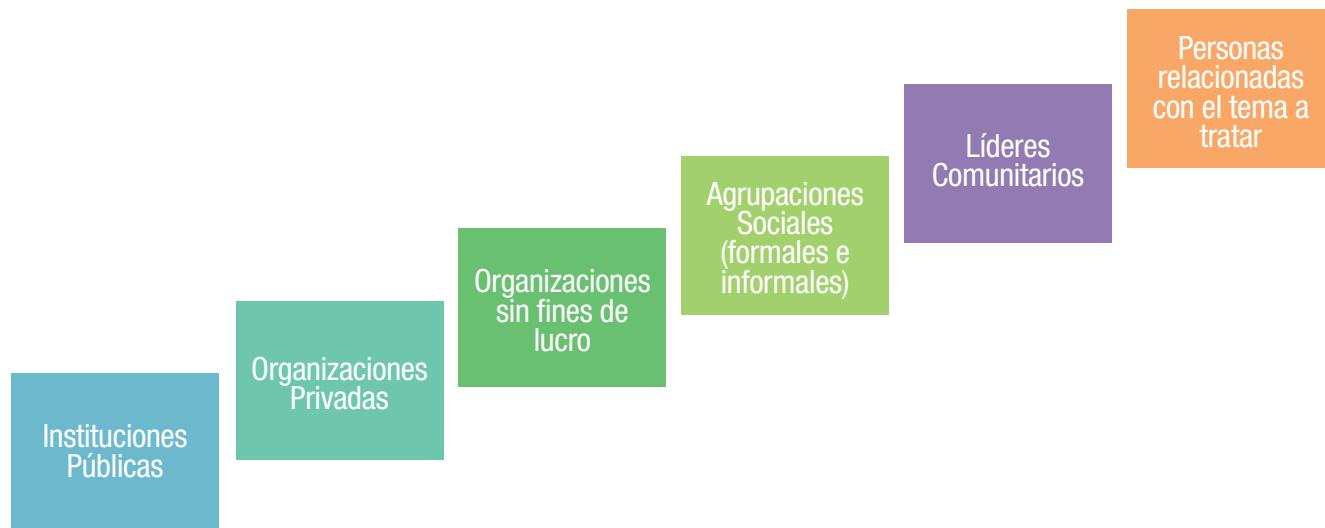 Instituciones
Públicas
Organizaciones
Privadas
Organizaciones
sin fines de
lucro
Agrupaciones
Sociales
(formales e
informales)
Líderes
Comunitarios
Personas
relacionadas
con el tema a
tratar